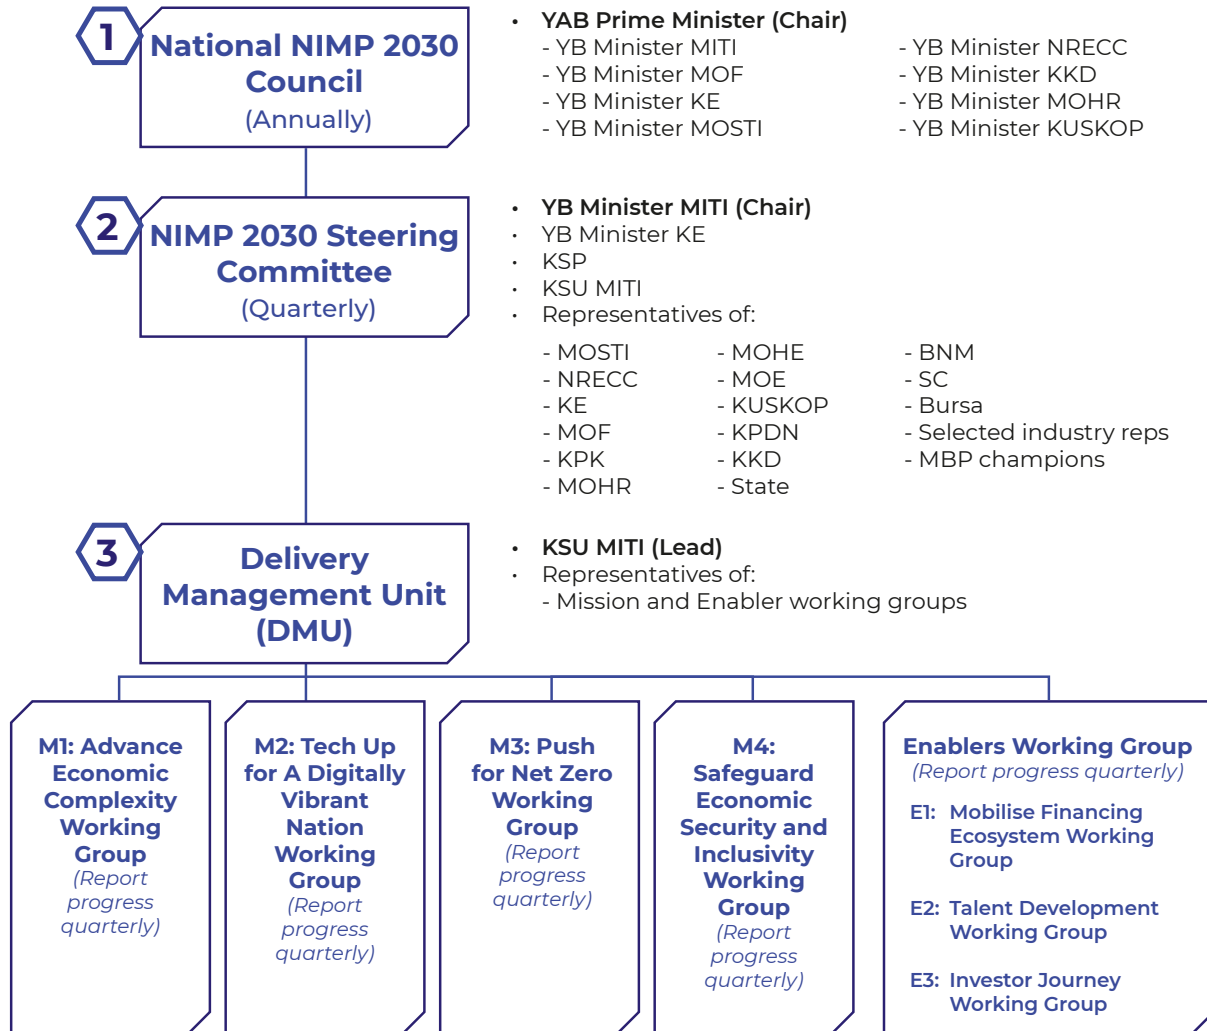 1
National NIMP 2030
Council
(Annually)
• YAB Prime Minister (Chair)
- YB Minister MITI
- YB Minister MOF
- YB Minister KE
- YB Minister MOSTI
- YB Minister NRECC
- YB Minister KKD
- YB Minister MOHR
- YB Minister KUSKOP
2
NIMP 2030 Steering
Committee
(Quarterly)
• YB Minister MITI (Chair)
• YB Minister KE
• KSP
• KSU MITI
• Representatives of:
- MOSTI
- NRECC
- KE
- MOF
- KPK
- MOHR
- MOHE
- MOE
- KUSKOP
- KPDN
- KKD
- State
- BNM
- SC
- Bursa
- Selected industry reps
- MBP champions
3
Delivery
Management Unit
(DMU)
• KSU MITI (Lead)
• Representatives of:
- Mission and Enabler working groups
M1: Advance
Economic
Complexity
Working
Group
(Report
progress
quarterly)
M2: Tech Up
for A Digitally
Vibrant
Nation
Working
Group
(Report
progress
quarterly)
M3: Push
for Net Zero
Working
Group
(Report
progress
quarterly)
M4:
Safeguard
Economic
Security and
Inclusivity
Working
Group
(Report
progress
quarterly)
Enablers Working Group
(Report progress quarterly)
E1: Mobilise Financing
Ecosystem Working
Group
E2: Talent Development
Working Group
E3: Investor Journey
Working Group